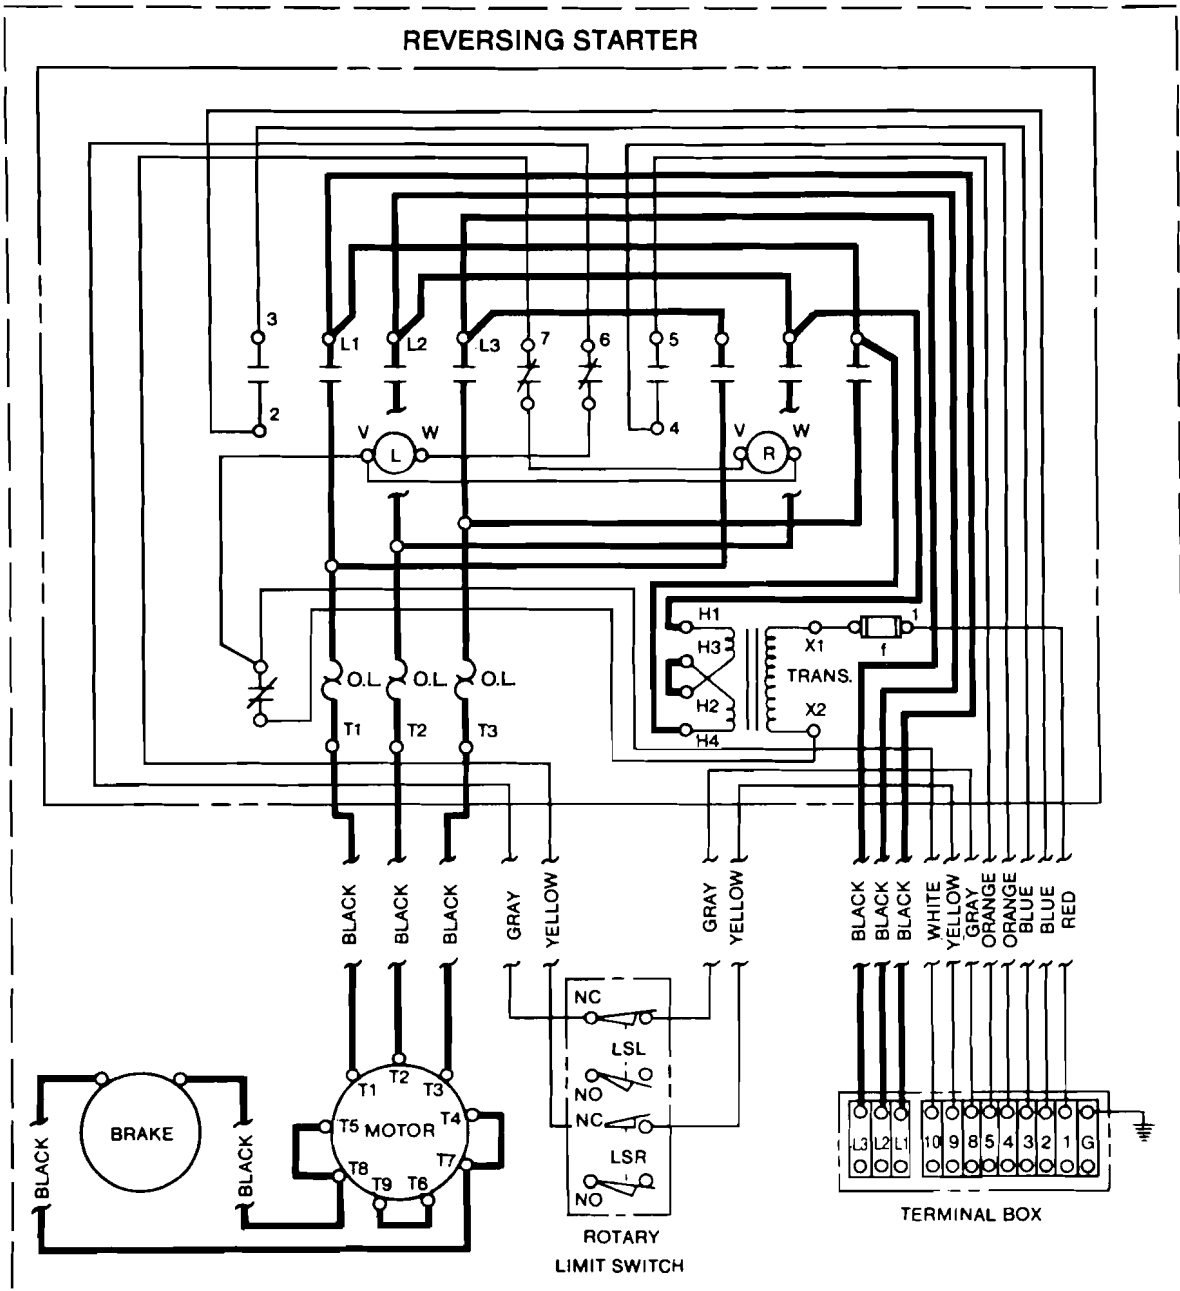 REVERSING STARTER
3
L1
L2
L3
7
6
5
2
4
V
W
L
V
W
R
H1
H3
H2
H4
X1
TRANS.
X2
f
1
O.L.
O.L.
O.L.
T1
T2
T3
BLACK
BLACK
BLACK
GRAY
YELLOW
GRAY
YELLOW
BLACK
BLACK
BLACK
WHITE
YELLOW
GRAY
ORANGE
ORANGE
BLUE
BLUE
RED
NC
LSL
NO
NC
LSR
NO
ROTARY
LIMIT SWITCH
BRAKE
BLACK
BLACK
T1
T2
T3
T4
T5
MOTOR
T7
T8
T9
T6
L3
L2
L1
10
9
8
5
4
3
2
1
G
TERMINAL BOX